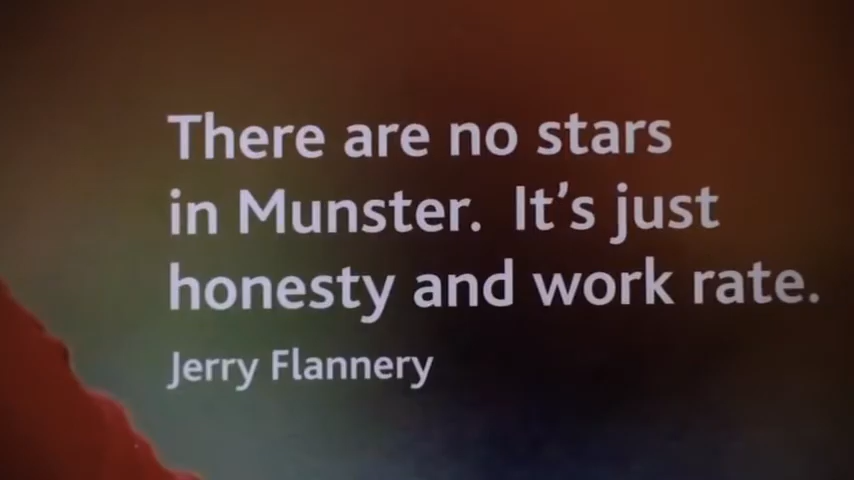 There are no stars
in Munster. It's just
honesty and work rate.
Jerry Flannery